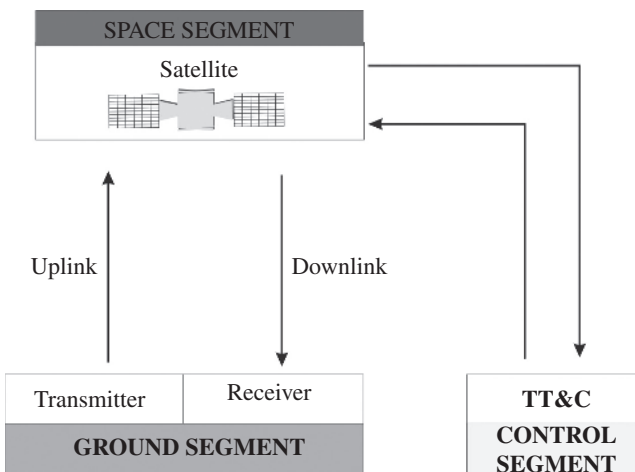 SPACE SEGMENT
Satellite
Uplink
Downlink
Transmitter
Receiver
GROUND SEGMENT
TT&C
CONTROL
SEGMENT